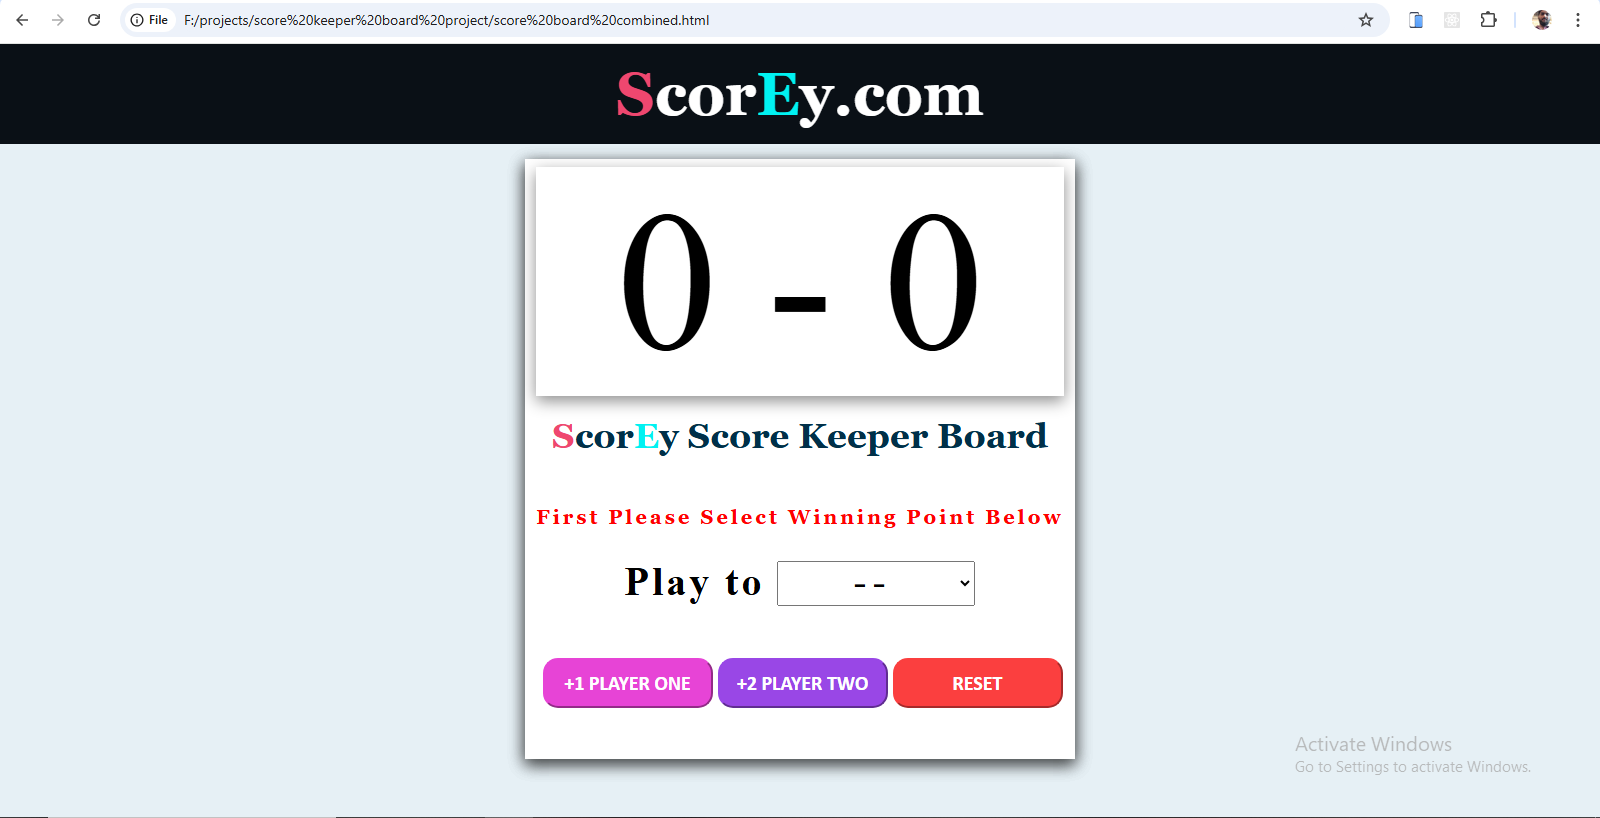 File F:/projects/score%20keeper%20board%20project/score%20board%20combined.html
ScorEy.com
0 - 0
ScorEy Score Keeper Board
First Please Select Winning Point Below
Play to --
+1 PLAYER ONE +2 PLAYER TWO RESET
Activate Windows
Go to Settings to activate Windows.